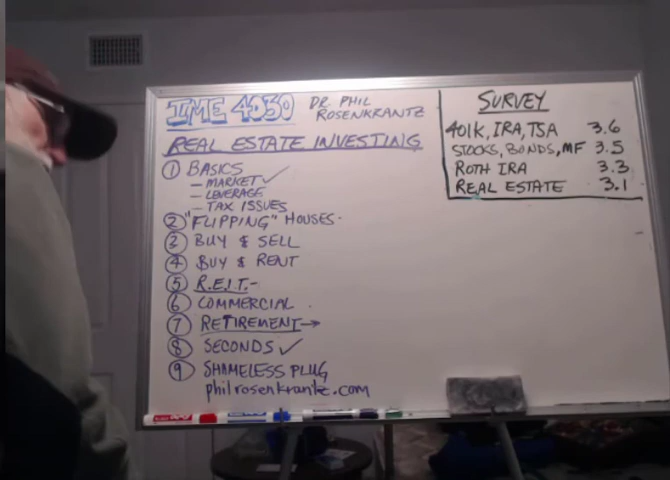 IME 4030 DR PHIL
ROSENKRANTZ
REAL ESTATE INVESTING
① BASICS
- MARKET ✓
- LEVERAGE
- TAX ISSUES
② "FLIPPING" HOUSES-
③ BUY & SELL
④ BUY & RENT
⑤ R.E.I.T.-
⑥ COMMERCIAL
⑦ RETIREMENT→
⑧ SECONDS ✓
⑨ SHAMELESS PLUG
philrosenkrantz.com
SURVEY
401K, IRA, TSA 3.6
STOCKS, BONDS, MF 3.5
ROTH IRA 3.3
REAL ESTATE 3.1